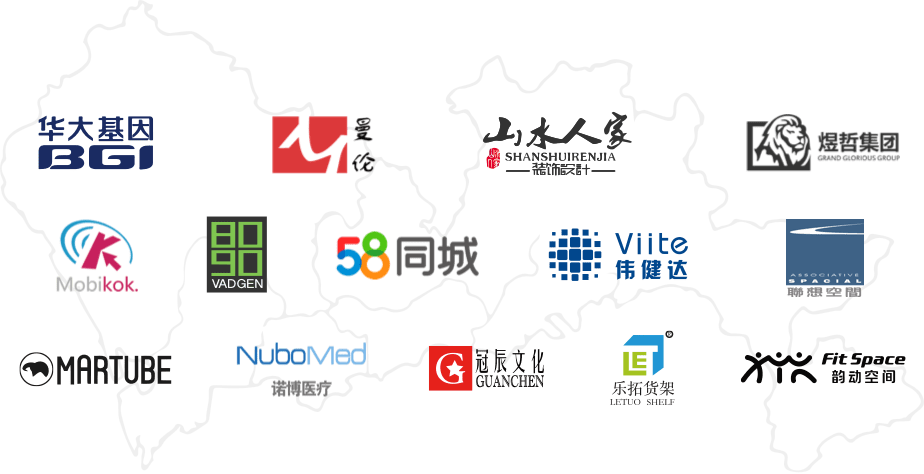 华大基因
BGI
曼伦
山水人家
SHANSHUIRENJIA
装饰设计
煜哲集团
GRAND GLORIOUS GROUP
Mobikok.
80
90
VADGEN
58同城
Viite
伟健达
ASSOCIATIVE
SPACIAL
聯想空間
MARTUBE
NuboMed
诺博医疗
冠辰文化
GUANCHEN
LET
乐拓货架
LETUO SHELF
Fit Space
韵动空间